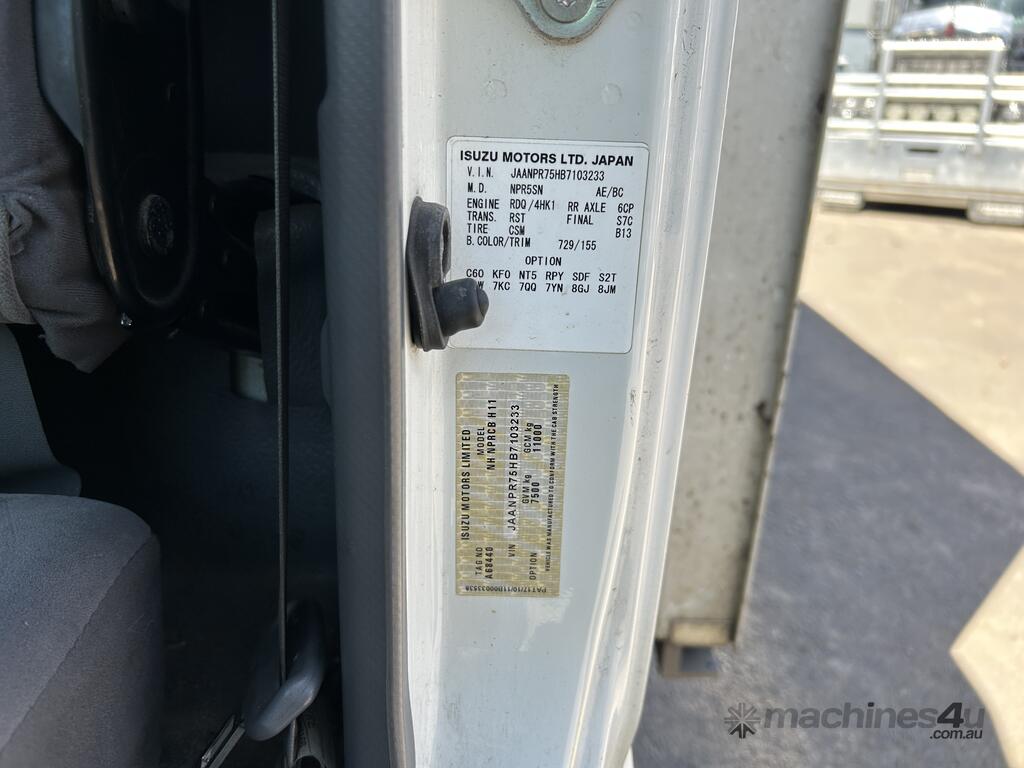 ISUZU MOTORS LTD. JAPAN
V.I.N. JAANPR75HB7103233
M.D. NPR5SN AE/BC
ENGINE RDQ/4HK1 RR AXLE 6CP
TRANS. RST FINAL S7C
TIRE CSM B13
B.COLOR/TRIM 729/155
OPTION
C60 KFO NT5 RPY SDF S2T
7KC 7QQ 7YN 8GJ 8JM
ISUZU MOTORS LIMITED
TAG NO MODEL
A68440 NH NPRCB H11
VIN JAANPR75HB7103233
OPTION GVM kg GCM kg
7500 11000
VEHICLE WAS MANUFACTURED TO CONFORM WITH THE CAB STRENGTH
machines4u
.com.au